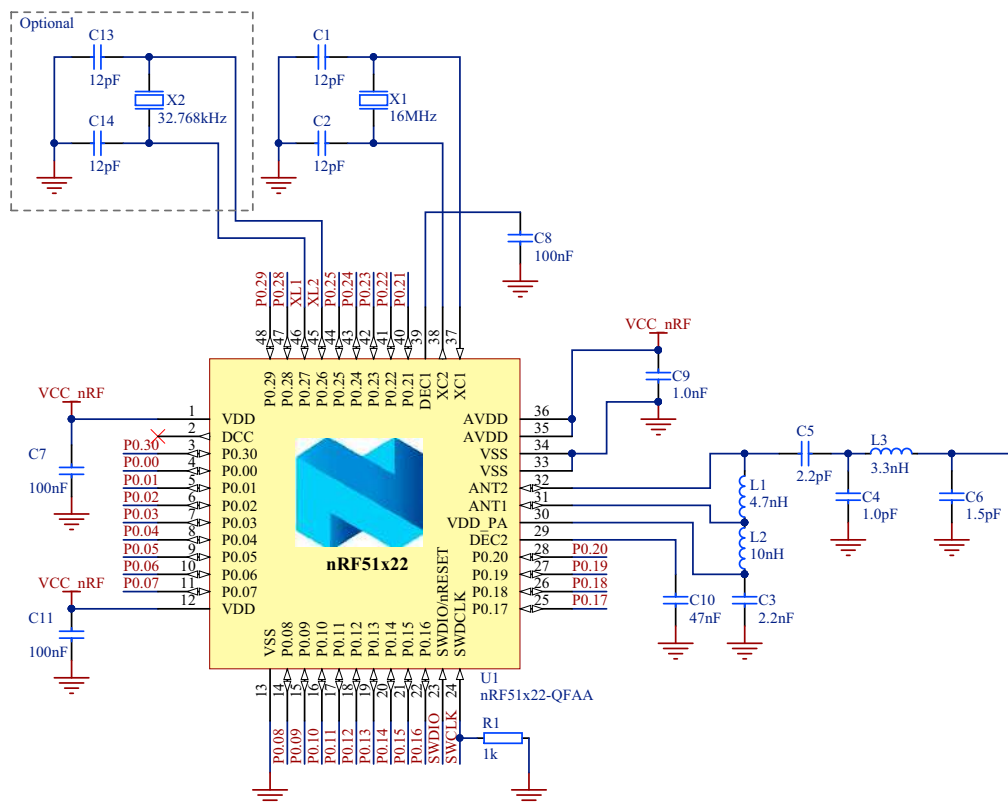 Optional
C13
12pF
X2
32.768kHz
C14
12pF
C1
12pF
X1
16MHz
C2
12pF
C8
100nF
P0.29
P0.28
XL1
XL2
P0.25
P0.24
P0.23
P0.22
P0.21
48
47
46
45
44
43
42
41
40
39
38
37
P0.29
P0.28
P0.27
P0.26
P0.25
P0.24
P0.23
P0.22
P0.21
DEC1
XC2
XC1
VCC_nRF
C9
1.0nF
VCC_nRF
C7
100nF
1 VDD
2 DCC
P0.30 3 P0.30
P0.00 4 P0.00
P0.01 5 P0.01
P0.02 6 P0.02
P0.03 7 P0.03
P0.04 8 P0.04
P0.05 9 P0.05
P0.06 10 P0.06
P0.07 11 P0.07
12 VDD
VCC_nRF
C11
100nF
nRF51x22
AVDD 36
AVDD 35
VSS 34
VSS 33
ANT2 32
ANT1 31
VDD_PA 30
DEC2 29
P0.20 28 P0.20
P0.19 27 P0.19
P0.18 26 P0.18
P0.17 25 P0.17
C5
2.2pF
L3
3.3nH
L1
4.7nH
C4
1.0pF
C6
1.5pF
L2
10nH
C10
47nF
C3
2.2nF
VSS
P0.08
P0.09
P0.10
P0.11
P0.12
P0.13
P0.14
P0.15
P0.16
SWDIO/nRESET
SWDCLK
13
14
15
16
17
18
19
20
21
22
23
24
P0.08
P0.09
P0.10
P0.11
P0.12
P0.13
P0.14
P0.15
P0.16
SWDIO
SWCLK
U1
nRF51x22-QFAA
R1
1k